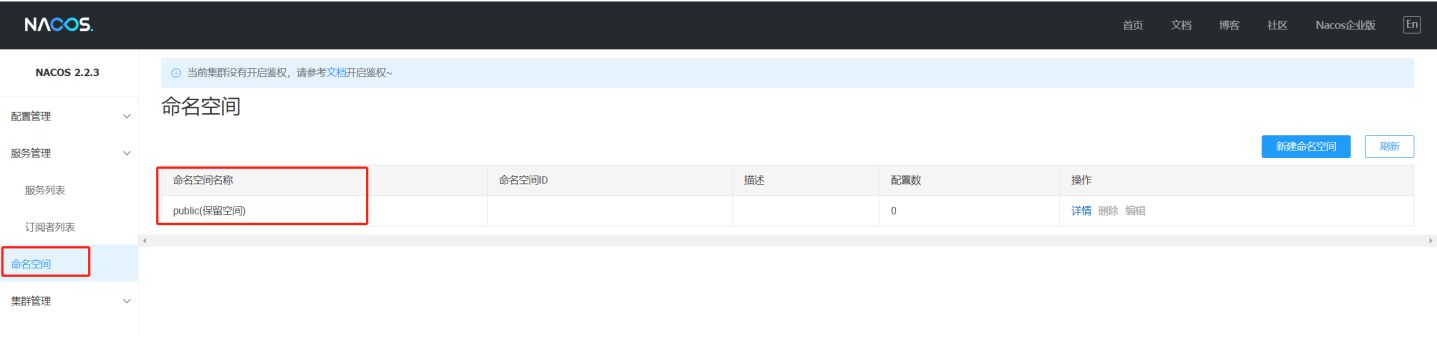 NACOS.
首页 文档 博客 社区 Nacos企业版 En
NACOS 2.2.3
当前集群没有开启鉴权，请参考文档开启鉴权~
命名空间
配置管理
服务管理
服务列表
订阅者列表
命名空间
集群管理
新建命名空间 刷新
命名空间名称 命名空间ID 描述 配置数 操作
public(保留空间) 0 详情 删除 编辑